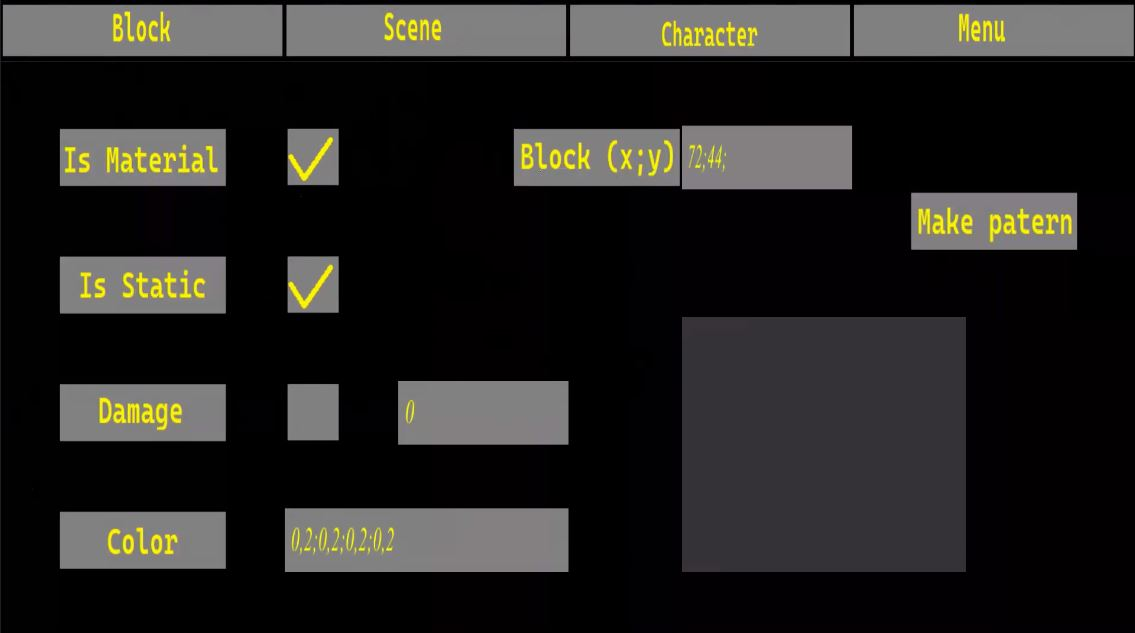 Block
Scene
Character
Menu
Is Material
Block (x;y)
72;44;
Make patern
Is Static
Damage
0
Color
0,2;0,2;0,2;0,2